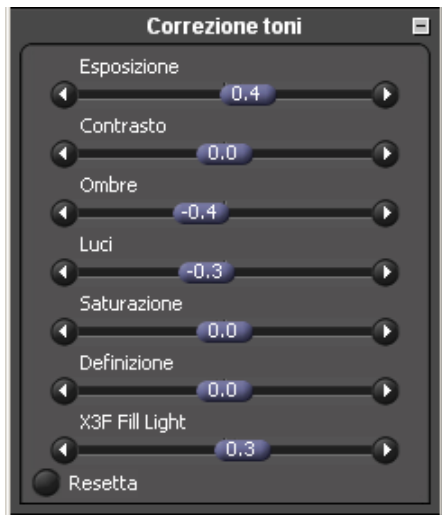 Correzione toni
Esposizione
0.4
Contrasto
0.0
Ombre
-0.4
Luci
-0.3
Saturazione
0.0
Definizione
0.0
X3F Fill Light
0.3
Resetta